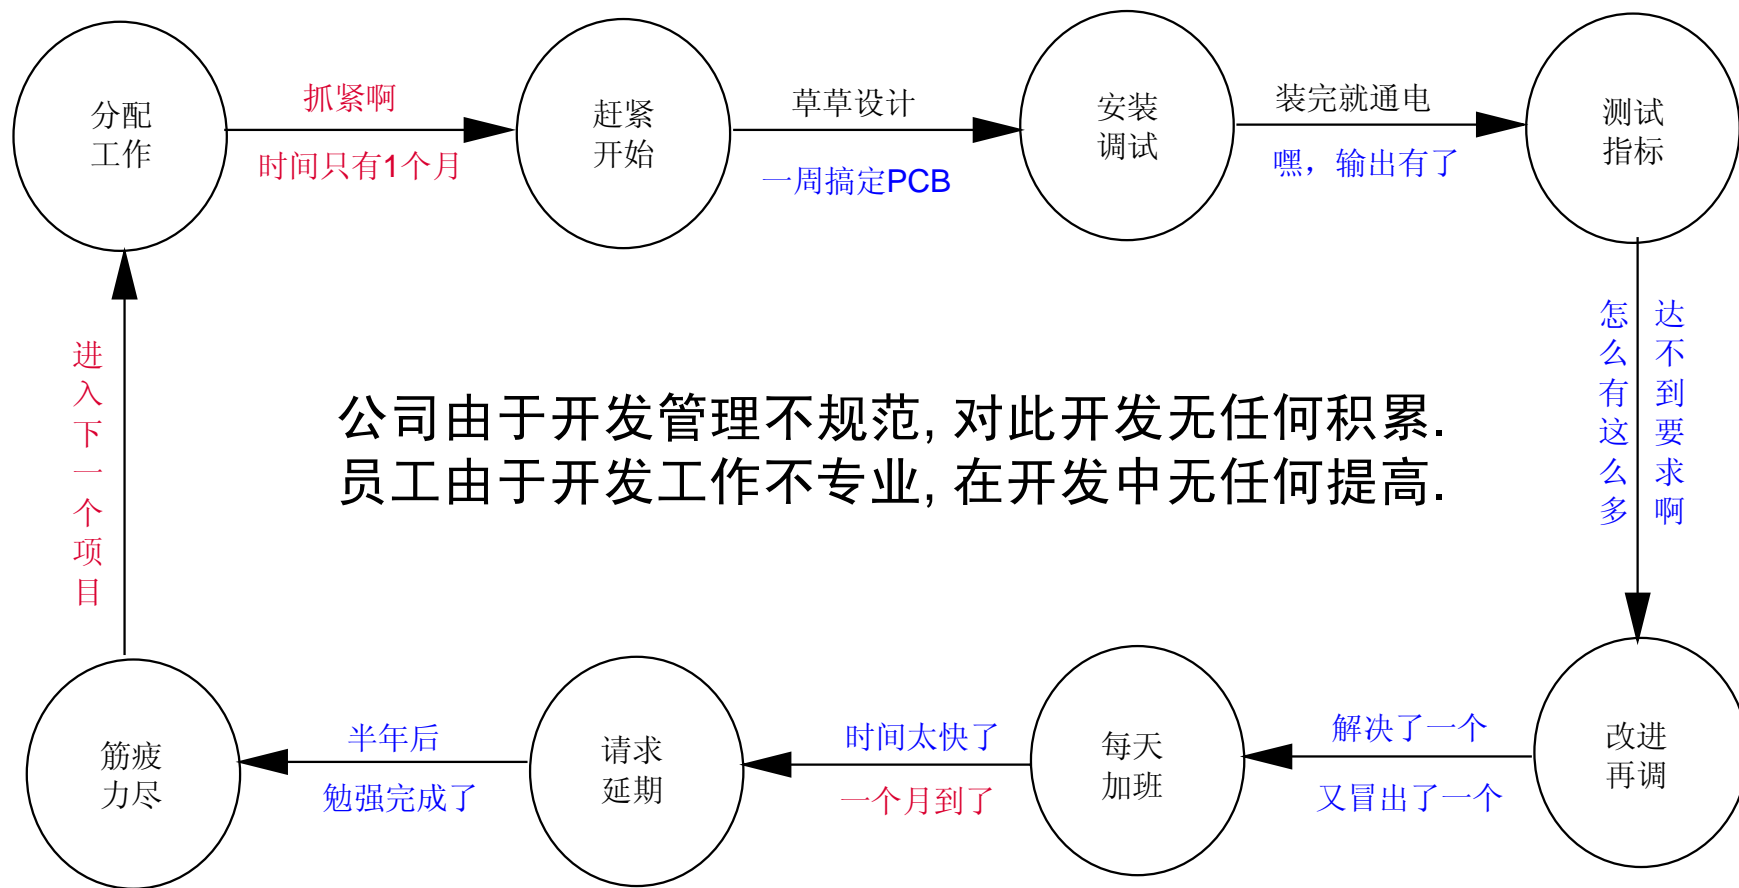 分配
工作
抓紧啊
时间只有1个月
赶紧
开始
草草设计
一周搞定PCB
安装
调试
装完就通电
嘿，输出有了
测试
指标
怎么有这么多
达不到要求啊
改进
再调
解决了一个
又冒出了一个
每天
加班
时间太快了
一个月到了
请求
延期
半年后
勉强完成了
筋疲
力尽
进入下一个项目
公司由于开发管理不规范,对此开发无任何积累.
员工由于开发工作不专业,在开发中无任何提高.